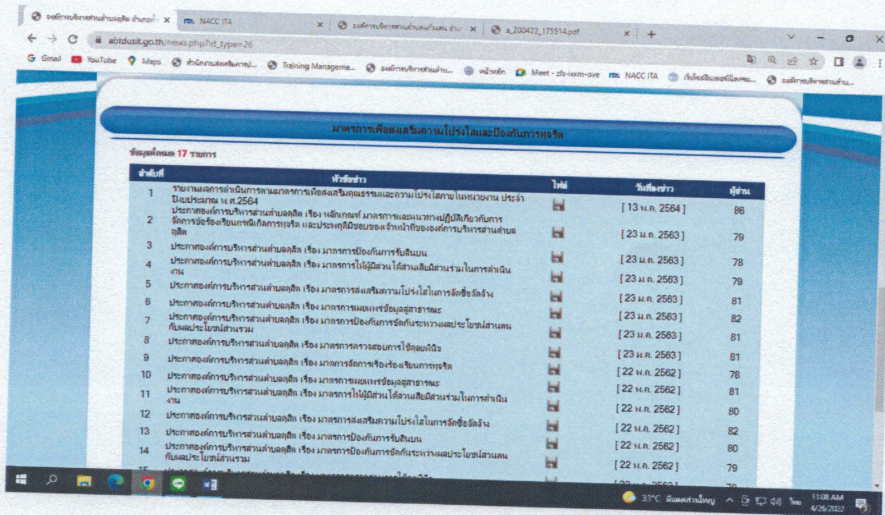 องค์การบริหารส่วนตำบลดุสิต อำเภอ
NACC ITA
a_200422_175514.pdf
abtdusit.go.th/news.php?id_type=26
Gmail YouTube Maps Training Manageme... หน้าหลัก Meet - zfs-ixxm-ove NACC ITA
มาตรการเพื่อส่งเสริมความโปร่งใสและป้องกันการทุจริต
ข้อมูลทั้งหมด 17 รายการ
ลำดับที่ หัวข้อข่าว ไฟล์ วันที่ลงข่าว ผู้อ่าน
1 รายงานผลการดำเนินการตามมาตรการเพื่อส่งเสริมคุณธรรมและความโปร่งใสภายในหน่วยงาน ประจำ [ 13 พ.ค. 2564 ] 86
ปีงบประมาณ พ.ศ.2564
2 ประกาศองค์การบริหารส่วนตำบลดุสิต เรื่อง หลักเกณฑ์ มาตรการและแนวทางปฏิบัติเกี่ยวกับการ [ 23 ม.ค. 2563 ] 79
จัดการข้อร้องเรียนกรณีเกิดการทุจริต และประพฤติมิชอบของเจ้าหน้าที่ขององค์การบริหารส่วนตำบล
ดุสิต
3 ประกาศองค์การบริหารส่วนตำบลดุสิต เรื่อง มาตรการป้องกันการรับสินบน [ 23 ม.ค. 2563 ] 78
4 ประกาศองค์การบริหารส่วนตำบลดุสิต เรื่อง มาตรการให้ผู้มีส่วนได้ส่วนเสียมีส่วนร่วมในการดำเนิน [ 23 ม.ค. 2563 ] 79
งาน
5 ประกาศองค์การบริหารส่วนตำบลดุสิต เรื่อง มาตรการส่งเสริมความโปร่งใสในการจัดซื้อจัดจ้าง [ 23 ม.ค. 2563 ] 81
6 ประกาศองค์การบริหารส่วนตำบลดุสิต เรื่อง มาตรการเผยแพร่ข้อมูลสู่สาธารณะ [ 23 ม.ค. 2563 ] 82
7 ประกาศองค์การบริหารส่วนตำบลดุสิต เรื่อง มาตรการป้องกันการขัดกันระหว่างผลประโยชน์ส่วนตน [ 23 ม.ค. 2563 ] 81
กับผลประโยชน์ส่วนรวม
8 ประกาศองค์การบริหารส่วนตำบลดุสิต เรื่อง มาตรการตรวจสอบการใช้ดุลยพินิจ [ 23 ม.ค. 2563 ] 81
9 ประกาศองค์การบริหารส่วนตำบลดุสิต เรื่อง มาตการจัดการเรื่องร้องเรียนการทุจริต [ 22 พ.ค. 2562 ] 78
10 ประกาศองค์การบริหารส่วนตำบลดุสิต เรื่อง มาตรการเผยแพร่ข้อมูลสู่สาธารณะ [ 22 พ.ค. 2562 ] 81
11 ประกาศองค์การบริหารส่วนตำบลดุสิต เรื่อง มาตรการให้ผู้มีส่วนได้ส่วนเสียมีส่วนร่วมในการดำเนิน [ 22 พ.ค. 2562 ] 80
งาน
12 ประกาศองค์การบริหารส่วนตำบลดุสิต เรื่อง มาตรการส่งเสริมความโปร่งใสในการจัดซื้อจัดจ้าง [ 22 พ.ค. 2562 ] 82
13 ประกาศองค์การบริหารส่วนตำบลดุสิต เรื่อง มาตรการป้องกันการรับสินบน [ 22 พ.ค. 2562 ] 80
14 ประกาศองค์การบริหารส่วนตำบลดุสิต เรื่อง มาตรการป้องกันการขัดกันระหว่างผลประโยชน์ส่วนตน [ 22 พ.ค. 2562 ] 79
กับผลประโยชน์ส่วนรวม
33°C มีแดดส่วนใหญ่ ไทย 11:08 AM
4/26/2022